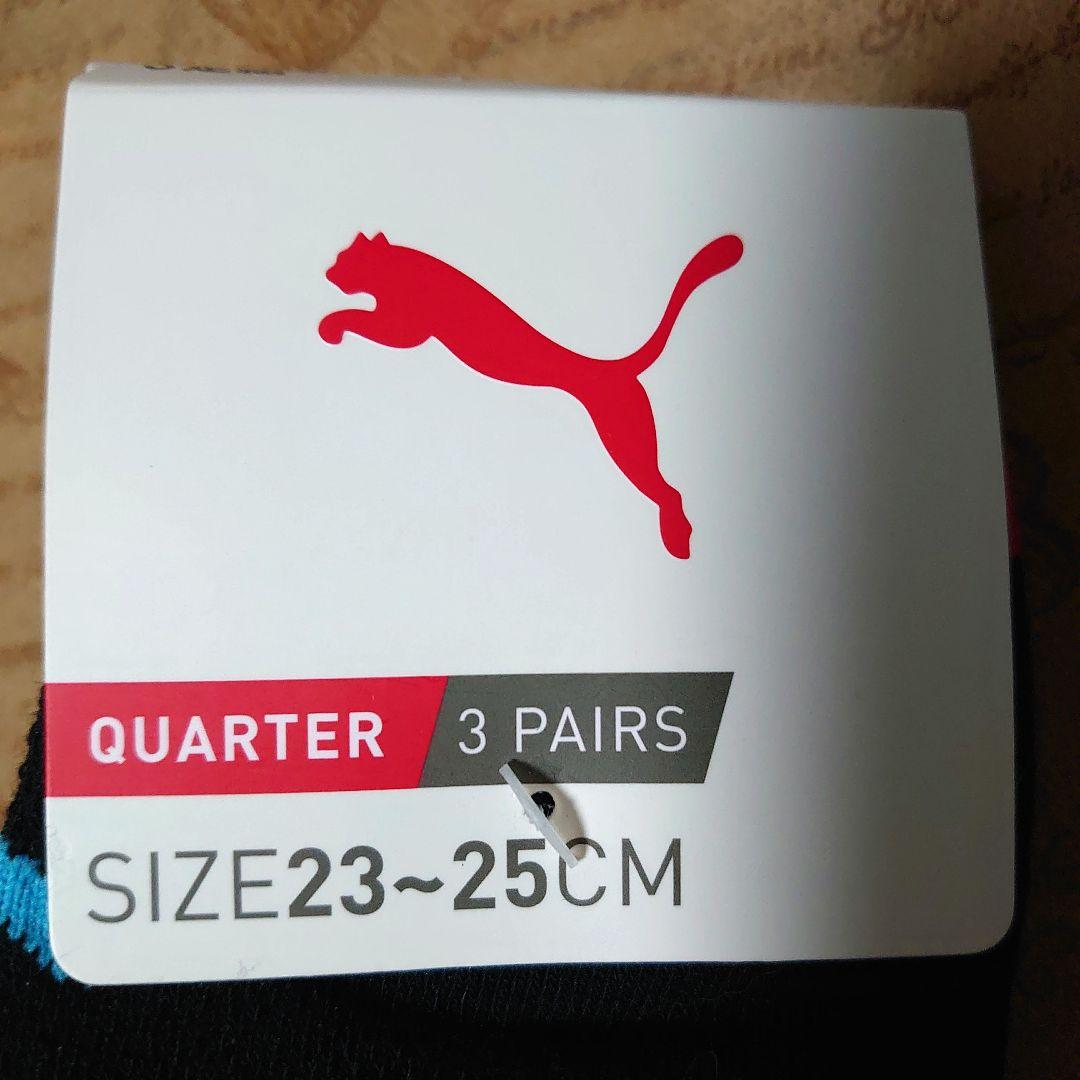 QUARTER 3 PAIRS
SIZE23~25CM